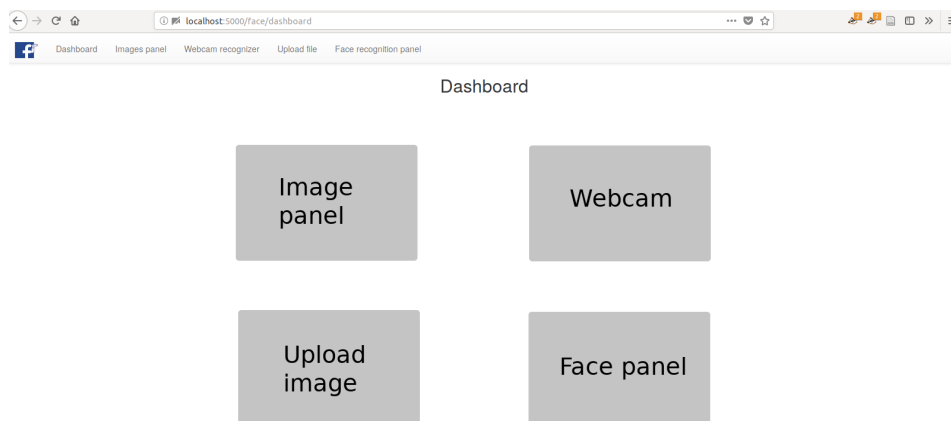 localhost:5000/face/dashboard
Dashboard Images panel Webcam recognizer Upload file Face recognition panel
Dashboard
Image
panel
Webcam
Upload
image
Face panel